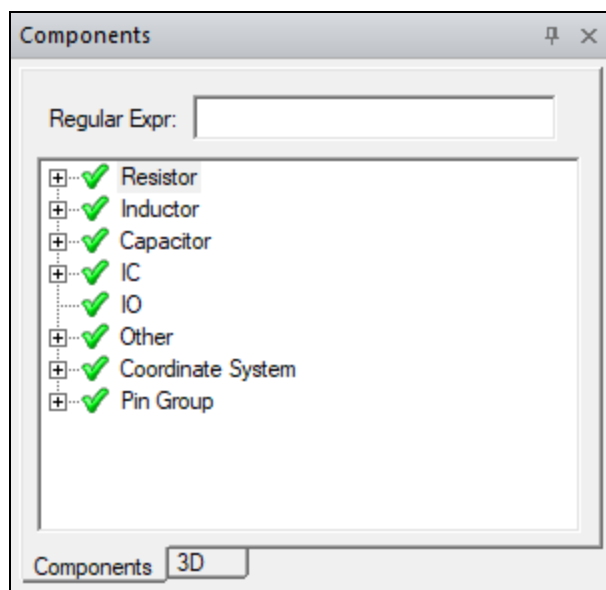 Components
Regular Expr:
Resistor
Inductor
Capacitor
IC
IO
Other
Coordinate System
Pin Group
Components 3D